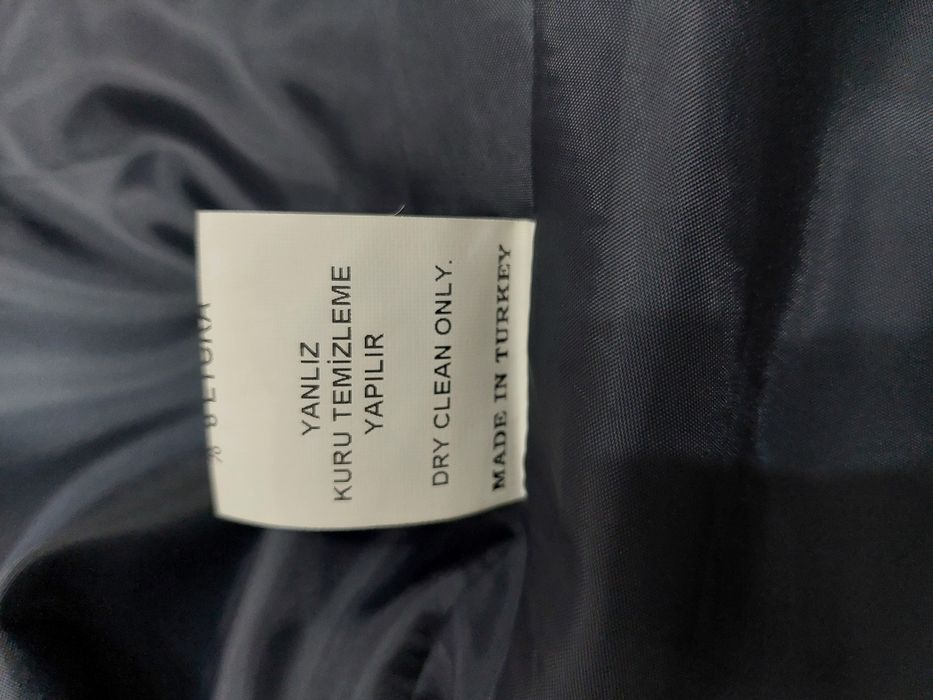 YANLIZ
KURU TEMİZLEME
YAPILIR
DRY CLEAN ONLY.
MADE IN TURKEY